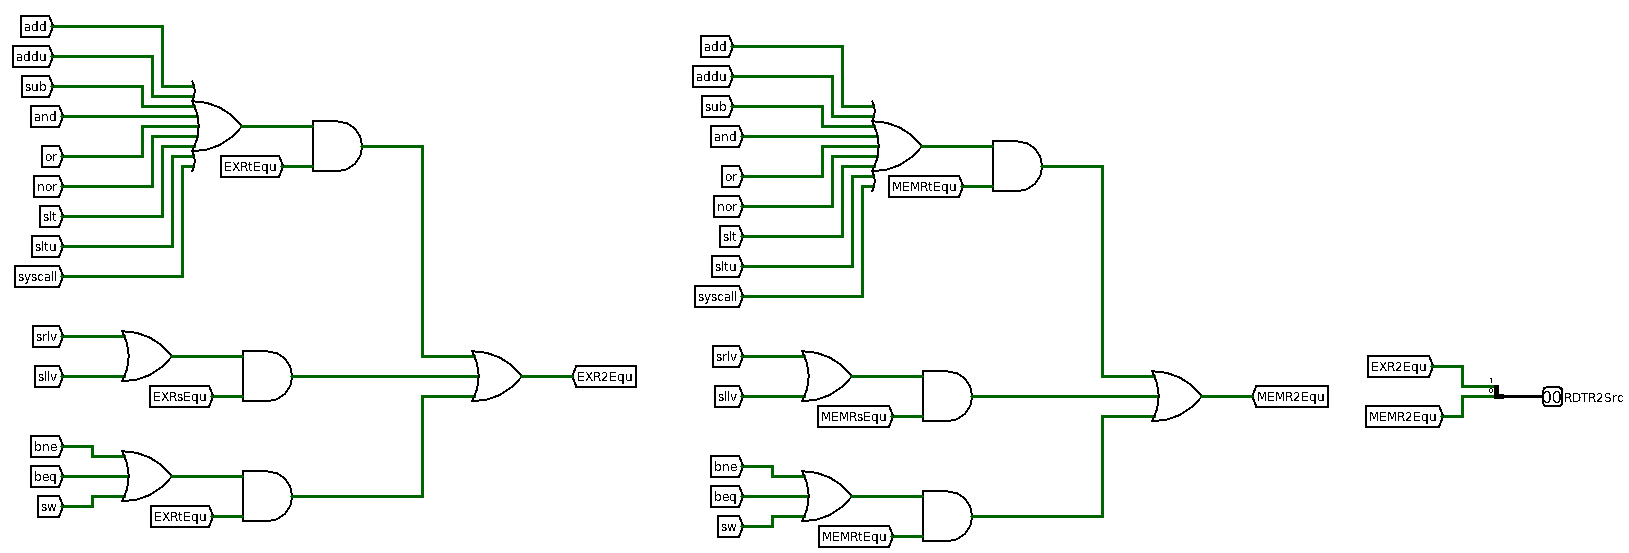 add
addu
sub
and
or
nor
slt
sltu
syscall
EXRtEqu
srlv
sllv
EXRsEqu
bne
beq
sw
EXRtEqu
EXR2Equ
add
addu
sub
and
or
nor
slt
sltu
syscall
MEMRtEqu
srlv
sllv
MEMRsEqu
bne
beq
sw
MEMRtEqu
MEMR2Equ
EXR2Equ
MEMR2Equ
1
0
00 RDTR2Src